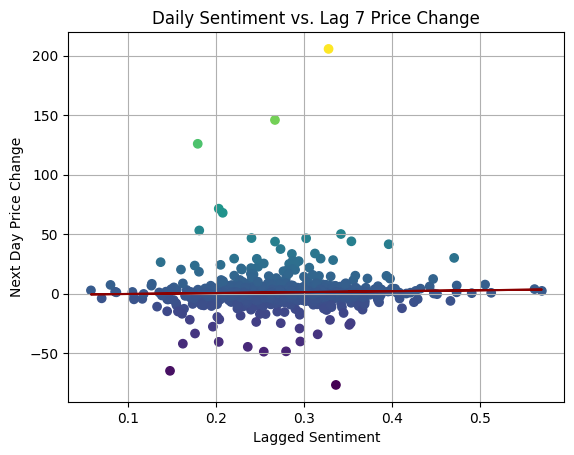 Daily Sentiment vs. Lag 7 Price Change
Next Day Price Change
200
150
100
50
0
−50
0.1 0.2 0.3 0.4 0.5
Lagged Sentiment